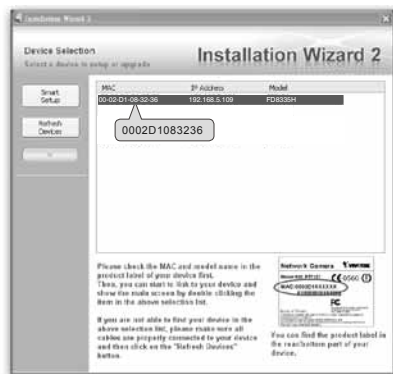 Installation Wizard 2
Device Selection
Select a device to setup or upgrade
Installation Wizard 2
Smart
Setup
Refresh
Devices
MAC IP Address Model
00-02-D1-08-32-36 192.168.5.109 FD8335H
0002D1083236
Please check the MAC and model name in the
product label of your device first.
Then, you can start to link to your device and
show the main screen by double clicking the
item in the above selection list.
If you are not able to find your device in the
above selection list, please make sure all
cables are properly connected to your device
and then click on the "Refresh Devices"
button.
Network Camera VIVOTEK
MAC:0002D1XXXXXX
FC
You can find the product label in
the rear/bottom part of your
device.